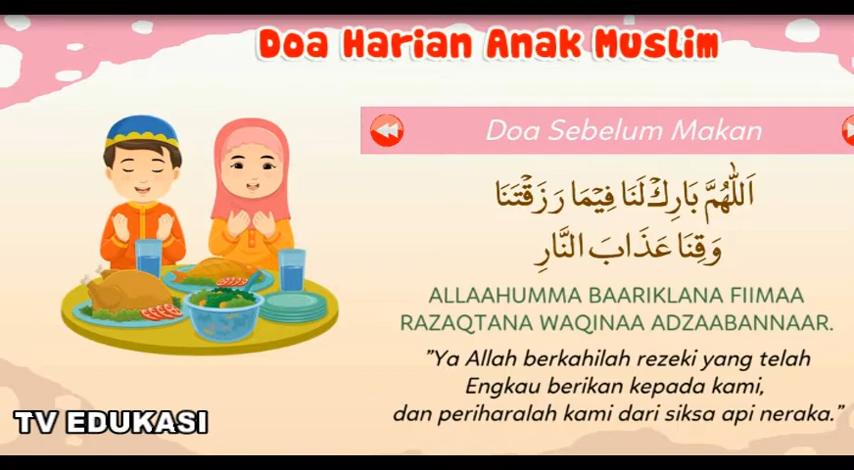 Doa Harian Anak Muslim
Doa Sebelum Makan
اَللّٰهُمَّ بَارِكْ لَنَا فِيْمَا رَزَقْتَنَا
وَقِنَا عَذَابَ النَّارِ
ALLAAHUMMA BAARIKLANA FIIMAA
RAZAQTANA WAQINAA ADZAABANNAAR.
"Ya Allah berkahilah rezeki yang telah
Engkau berikan kepada kami,
dan periharalah kami dari siksa api neraka."
TV EDUKASI